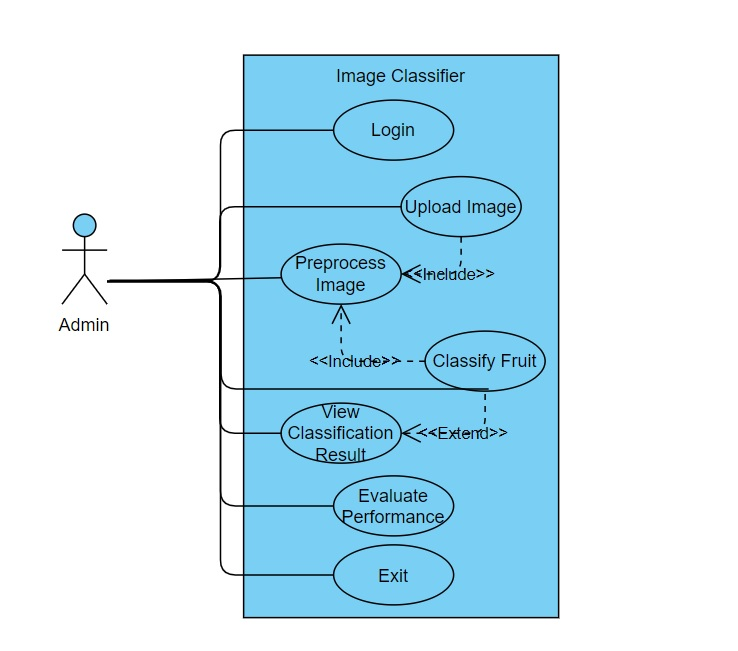 Image Classifier
Login
Upload Image
Preprocess
Image
<<Include>>
Admin
<<Include>>
Classify Fruit
View
Classification
Result
<<Extend>>
Evaluate
Performance
Exit